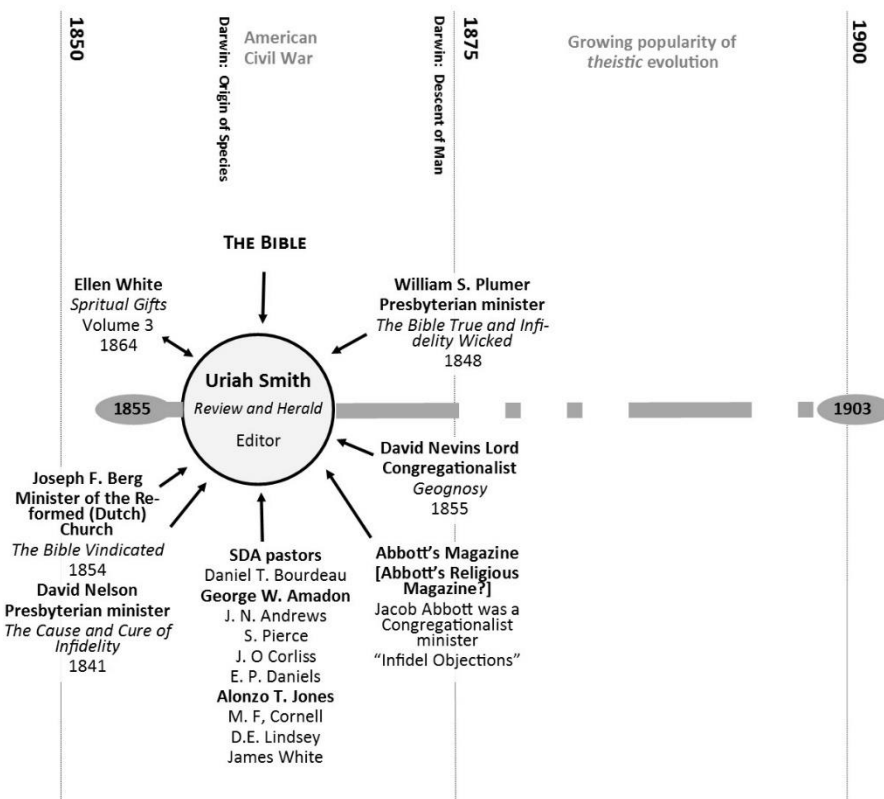 1850
Darwin: Origin of Species
American
Civil War
1875
Darwin: Descent of Man
Growing popularity of
theistic evolution
1900
THE BIBLE
Ellen White
Spritual Gifts
Volume 3
1864
William S. Plumer
Presbyterian minister
The Bible True and Infi-
delity Wicked
1848
Uriah Smith
Review and Herald
Editor
1855
1903
David Nevins Lord
Congregationalist
Geognosy
1855
Joseph F. Berg
Minister of the Re-
formed (Dutch)
Church
The Bible Vindicated
1854
David Nelson
Presbyterian minister
The Cause and Cure of
Infidelity
1841
SDA pastors
Daniel T. Bourdeau
George W. Amadon
J. N. Andrews
S. Pierce
J. O Corliss
E. P. Daniels
Alonzo T. Jones
M. F, Cornell
D.E. Lindsey
James White
Abbott's Magazine
[Abbott's Religious
Magazine?]
Jacob Abbott was a
Congregationalist
minister
“Infidel Objections”